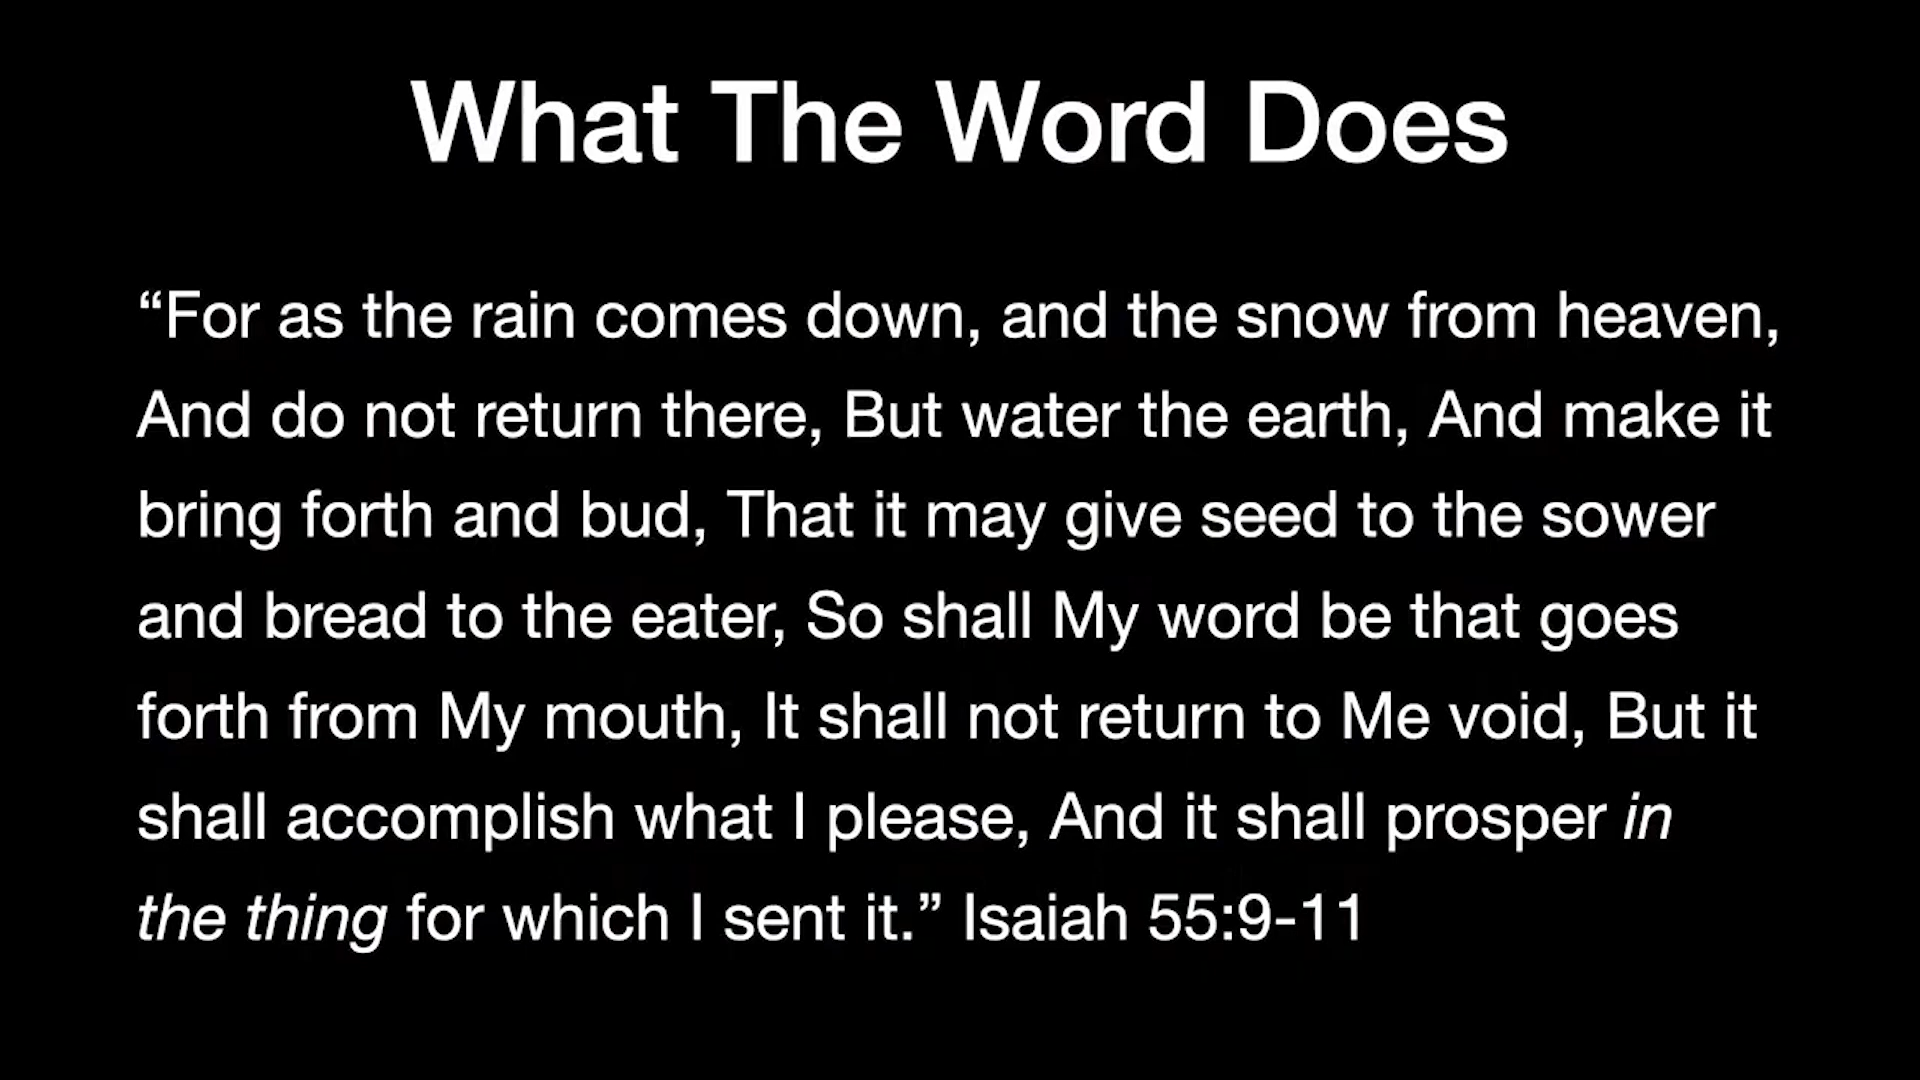 What The Word Does
“For as the rain comes down, and the snow from heaven,
And do not return there, But water the earth, And make it
bring forth and bud, That it may give seed to the sower
and bread to the eater, So shall My word be that goes
forth from My mouth, It shall not return to Me void, But it
shall accomplish what I please, And it shall prosper in
the thing for which I sent it.” Isaiah 55:9-11